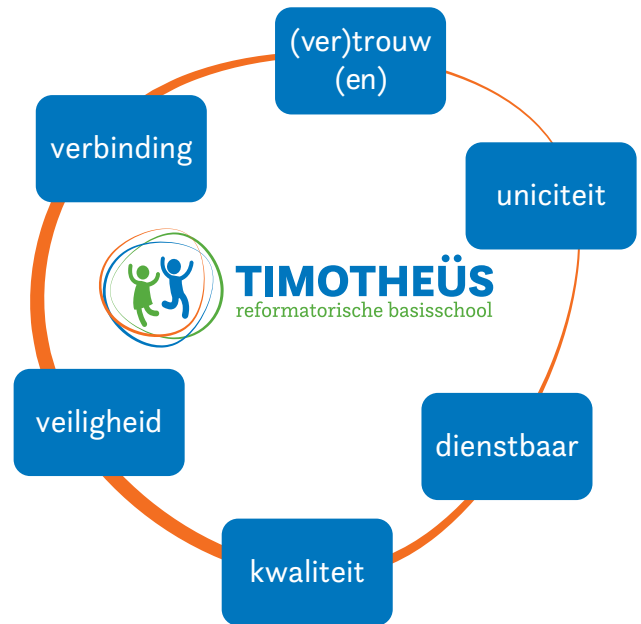 (ver)trouw
(en)
verbinding
uniciteit
TIMOTHEÜS
reformatorische basisschool
veiligheid
dienstbaar
kwaliteit